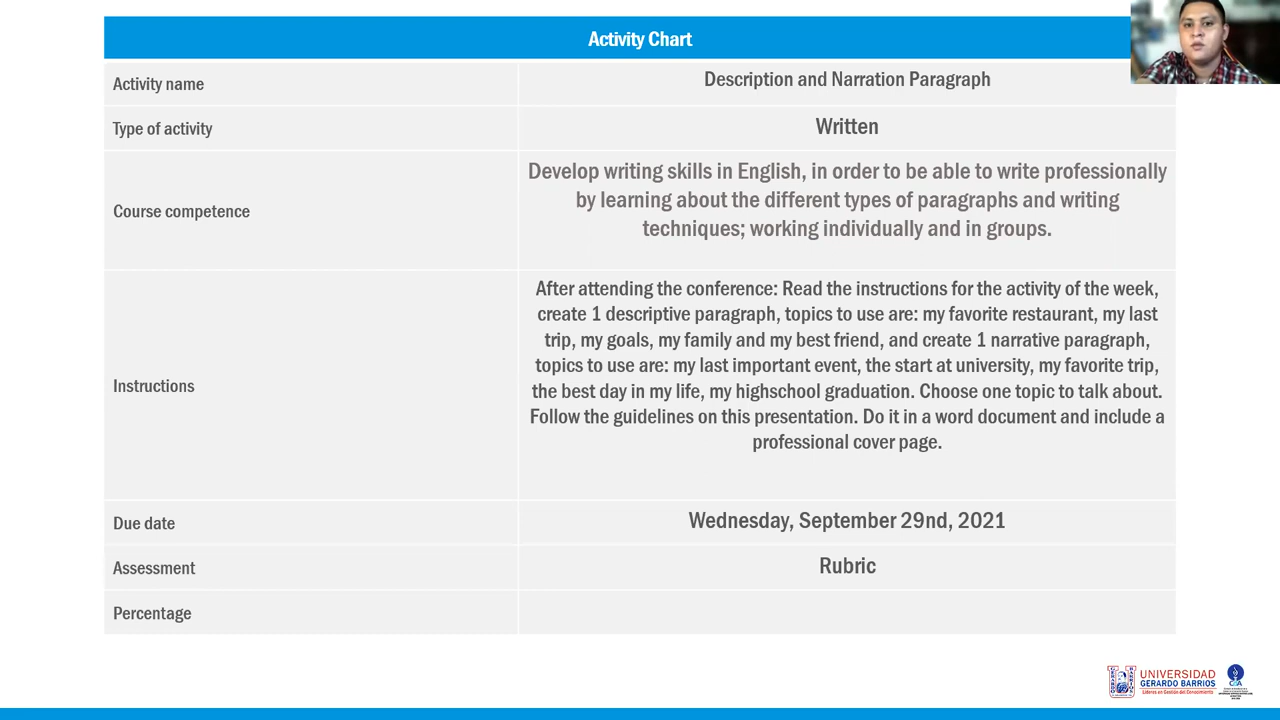 Activity Chart
Activity name
Description and Narration Paragraph
Type of activity
Written
Course competence
Develop writing skills in English, in order to be able to write professionally
by learning about the different types of paragraphs and writing
techniques; working individually and in groups.
Instructions
After attending the conference: Read the instructions for the activity of the week,
create 1 descriptive paragraph, topics to use are: my favorite restaurant, my last
trip, my goals, my family and my best friend, and create 1 narrative paragraph,
topics to use are: my last important event, the start at university, my favorite trip,
the best day in my life, my highschool graduation. Choose one topic to talk about.
Follow the guidelines on this presentation. Do it in a word document and include a
professional cover page.
Due date
Wednesday, September 29nd, 2021
Assessment
Rubric
Percentage
UNIVERSIDAD
GERARDO BARRIOS
Líderes en Gestión del Conocimiento